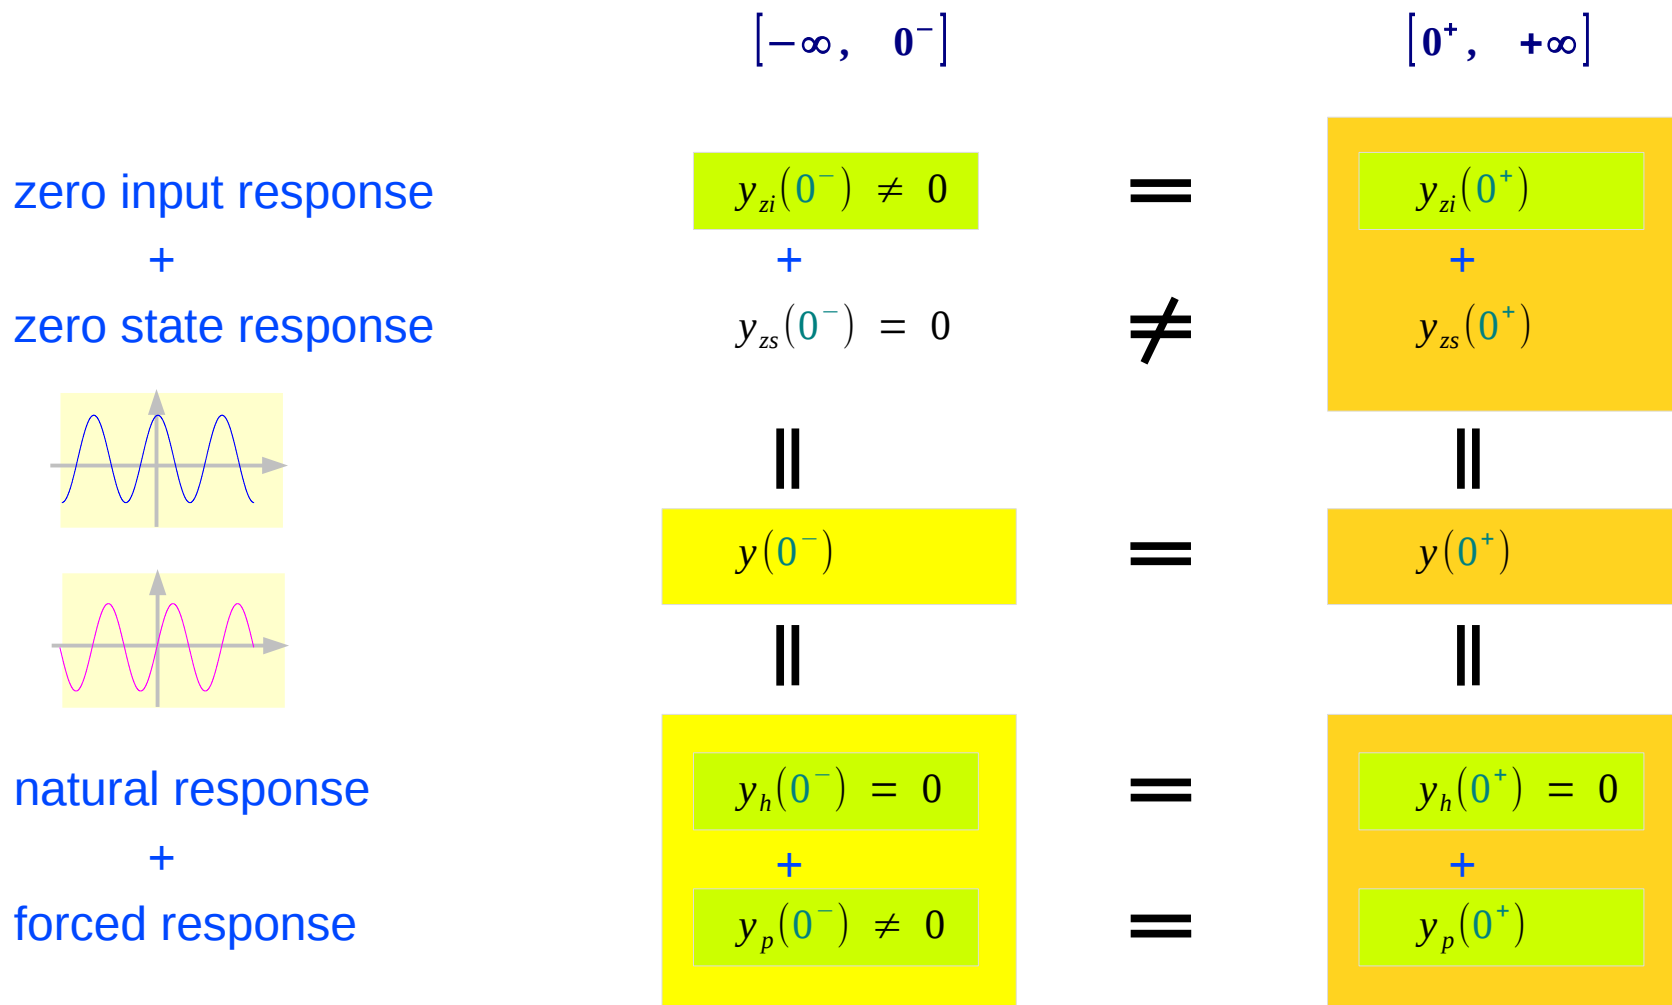 [−∞, 0⁻] [0⁺, +∞]
zero input response y_zi(0⁻) ≠ 0 = y_zi(0⁺)
+ + +
zero state response y_zs(0⁻) = 0 ≠ y_zs(0⁺)
|| ||
y(0⁻) = y(0⁺)
|| ||
natural response y_h(0⁻) = 0 = y_h(0⁺) = 0
+ + +
forced response y_p(0⁻) ≠ 0 = y_p(0⁺)